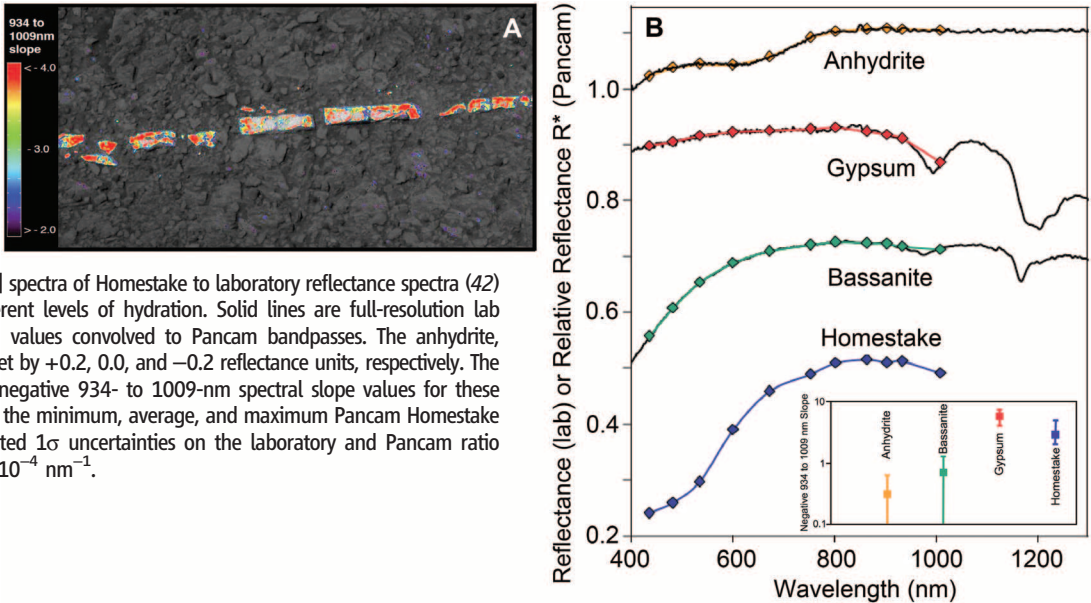 934 to
1009nm
slope
< - 4.0
- 3.0
> - 2.0
A
] spectra of Homestake to laboratory reflectance spectra (42)
erent levels of hydration. Solid lines are full-resolution lab
values convolved to Pancam bandpasses. The anhydrite,
et by +0.2, 0.0, and −0.2 reflectance units, respectively. The
negative 934- to 1009-nm spectral slope values for these
the minimum, average, and maximum Pancam Homestake
ted 1σ uncertainties on the laboratory and Pancam ratio
10⁻⁴ nm⁻¹.
B
Reflectance (lab) or Relative Reflectance R* (Pancam)
1.0
0.8
0.6
0.4
0.2
Anhydrite
Gypsum
Bassanite
Homestake
Negative 934 to 1009 nm Slope
10
1
0.1
Anhydrite
Bassanite
Gypsum
Homestake
400
600
800
1000
1200
Wavelength (nm)